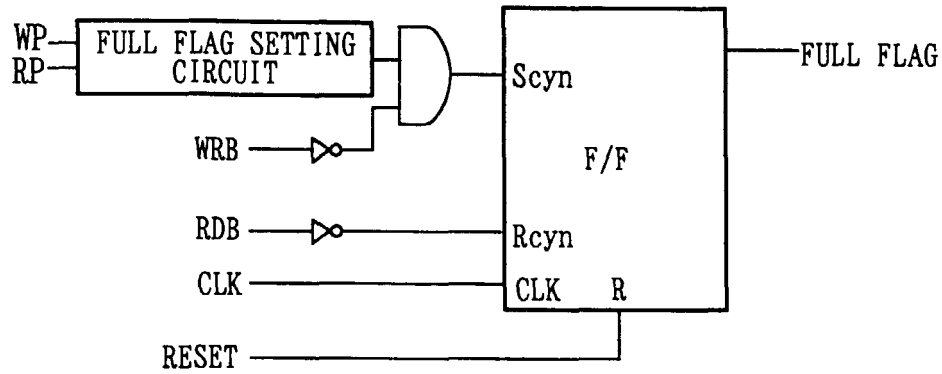 WP
RP
FULL FLAG SETTING
CIRCUIT
WRB
RDB
CLK
RESET
Scyn
F/F
Rcyn
CLK R
FULL FLAG